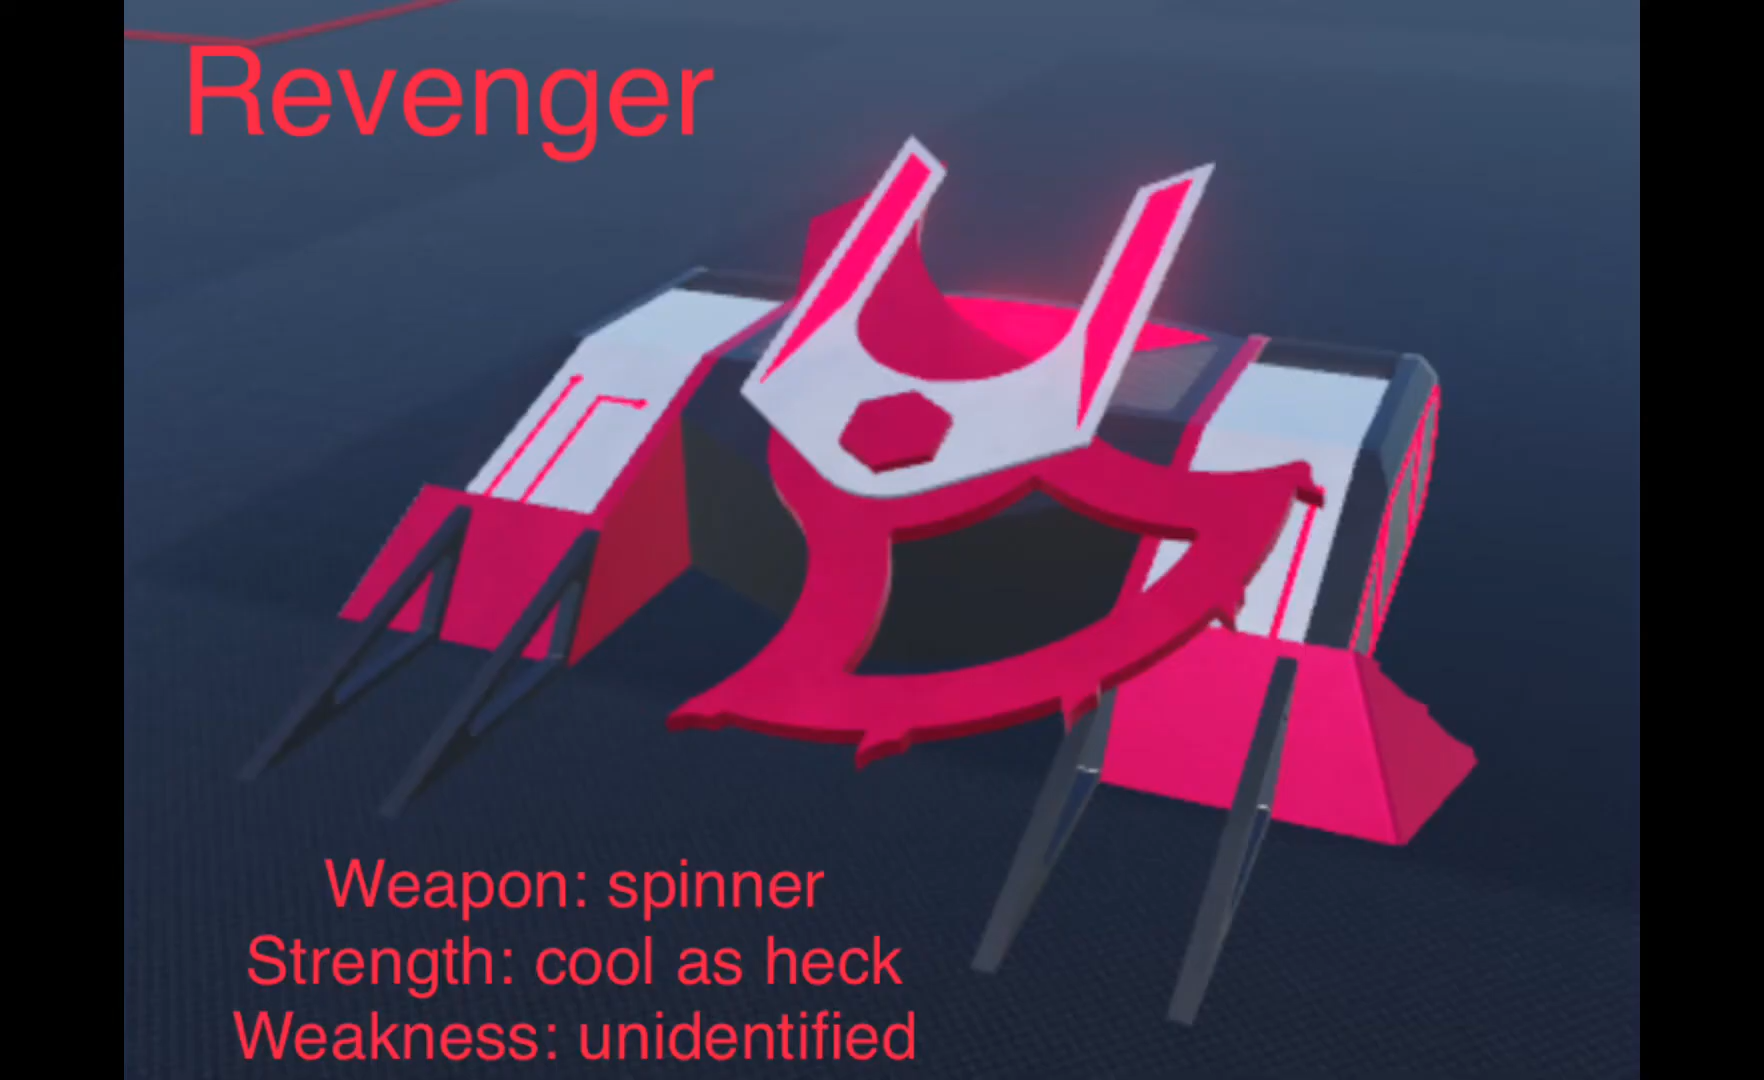 Revenger
Weapon: spinner
Strength: cool as heck
Weakness: unidentified